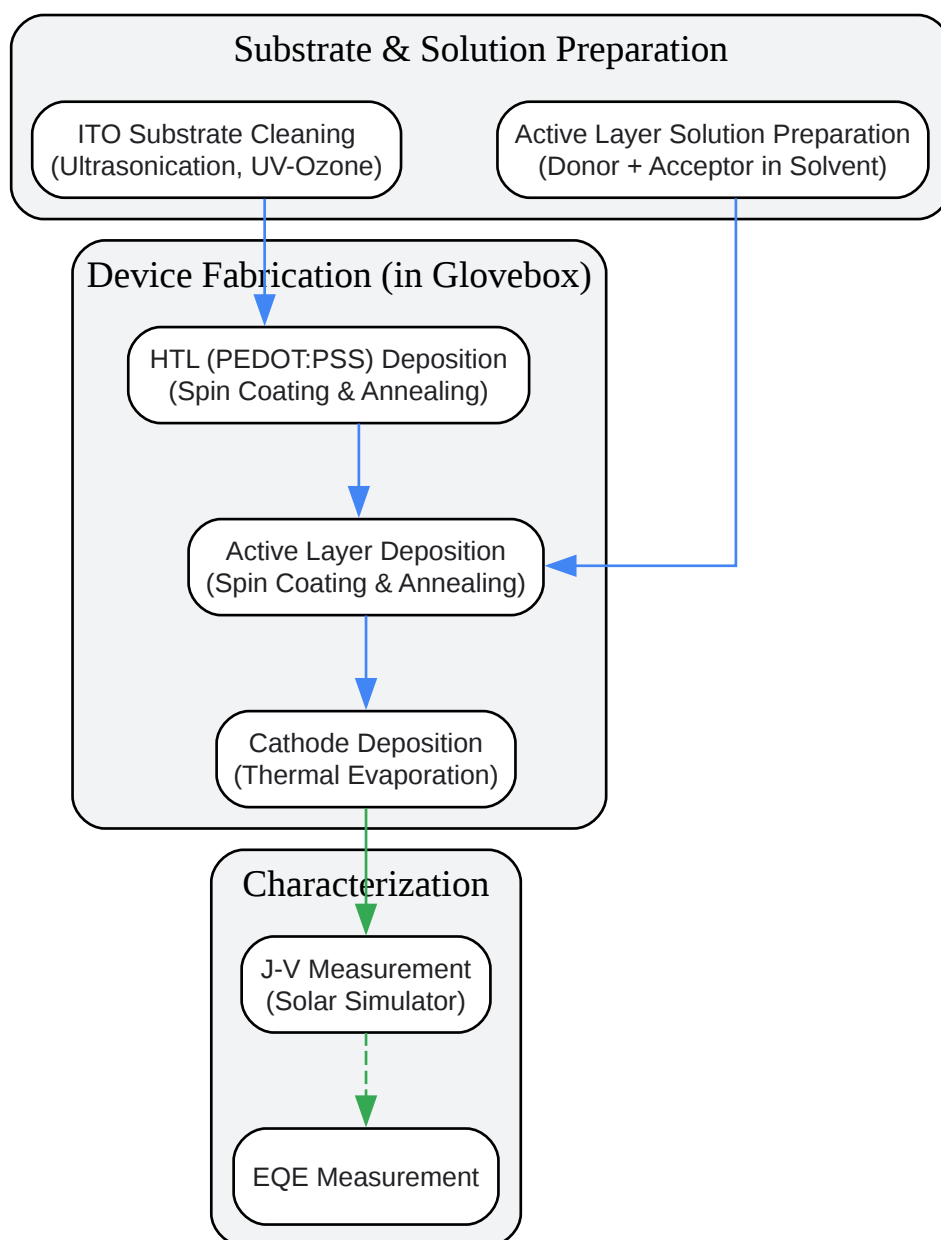 Substrate & Solution Preparation
ITO Substrate Cleaning
(Ultrasonication, UV-Ozone)
Active Layer Solution Preparation
(Donor + Acceptor in Solvent)
Device Fabrication (in Glovebox)
HTL (PEDOT:PSS) Deposition
(Spin Coating & Annealing)
Active Layer Deposition
(Spin Coating & Annealing)
Cathode Deposition
(Thermal Evaporation)
Characterization
J-V Measurement
(Solar Simulator)
EQE Measurement